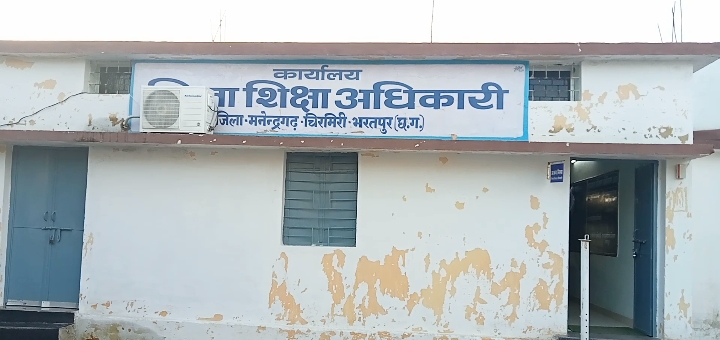 कार्यालय
जिला शिक्षा अधिकारी
जिला-मनेन्द्रगढ़-चिरमिरी-भरतपुर (छ.ग.)